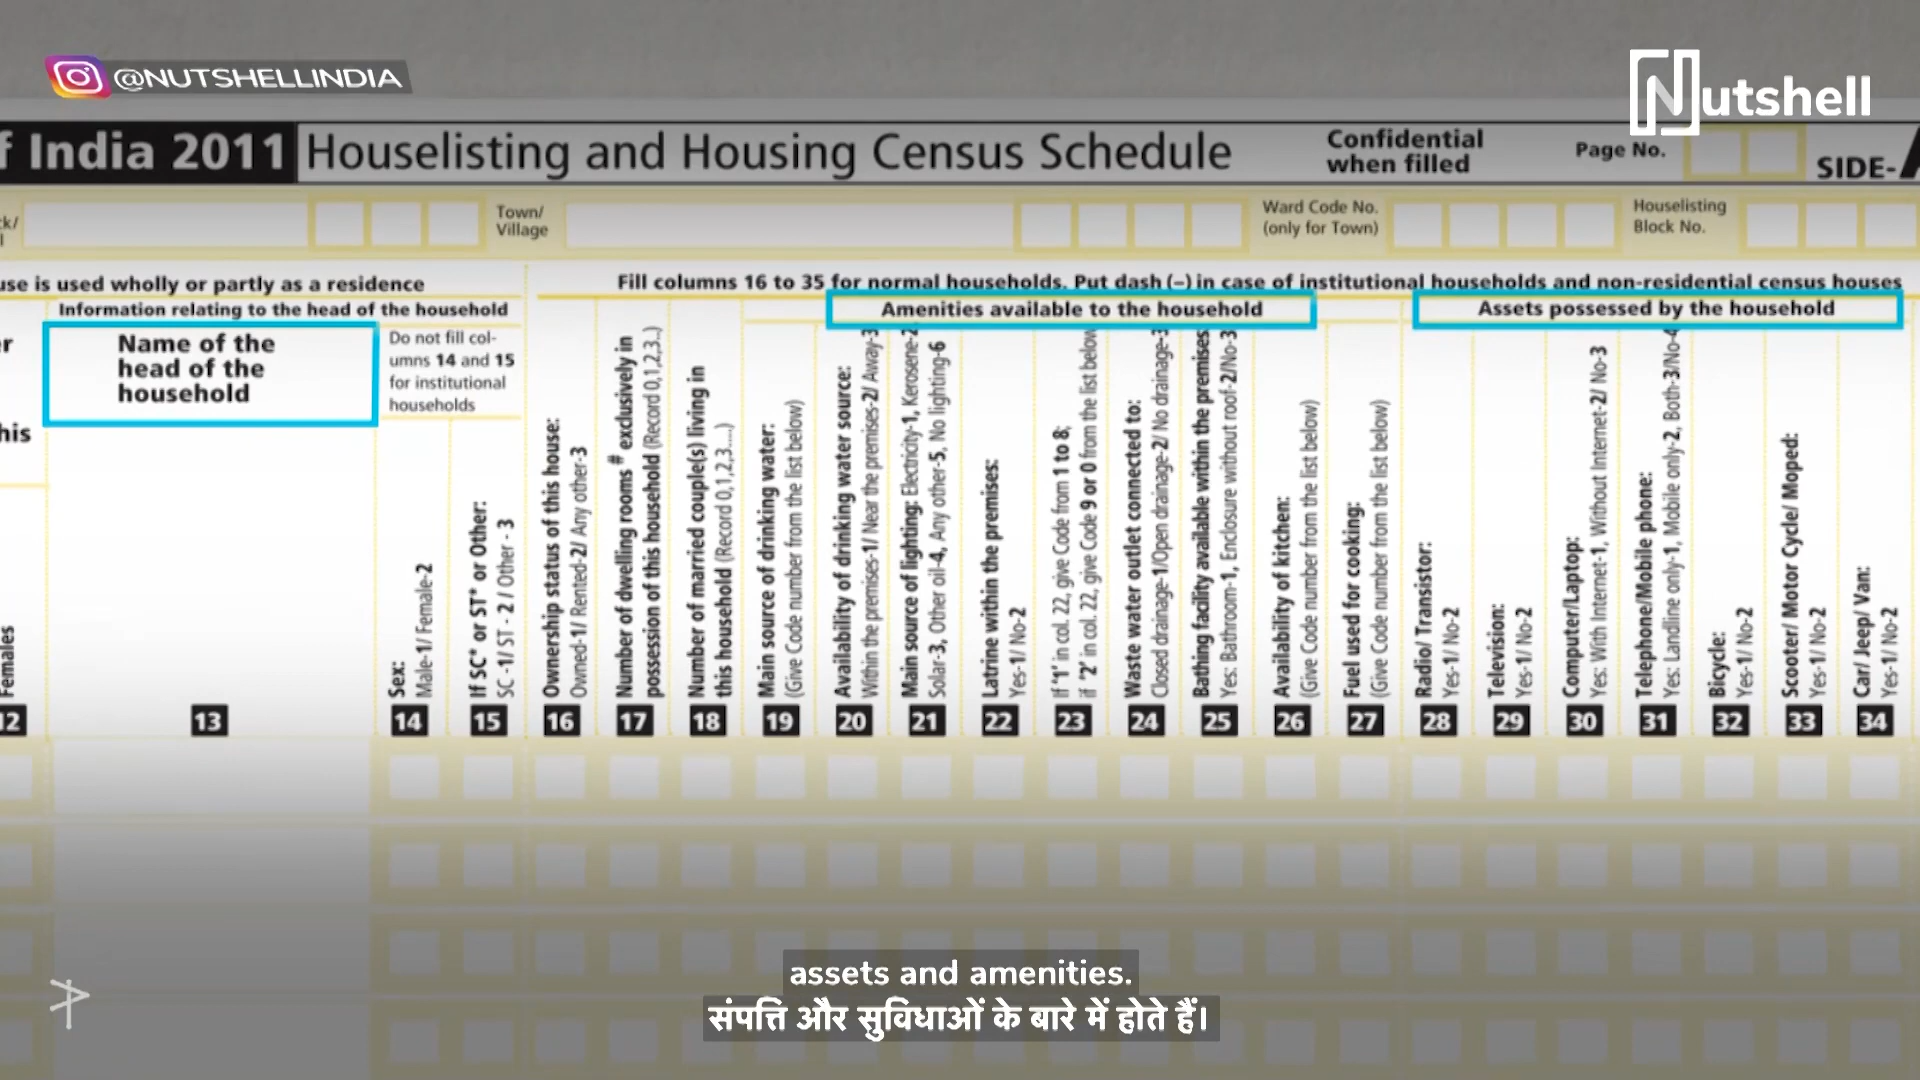 @NUTSHELLINDIA
Nutshell
India 2011 Houselisting and Housing Census Schedule
Confidential
when filled
Page No.
SIDE-A
Town/
Village
Ward Code No.
(only for Town)
Houselisting
Block No.
is used wholly or partly as a residence
Fill columns 16 to 35 for normal households. Put dash (–) in case of institutional households and non-residential census houses
Information relating to the head of the household
Amenities available to the household
Assets possessed by the household
Name of the
head of the
household
Do not fill col-
umns 14 and 15
for institutional
households
Females
Sex:
Male-1/ Female-2
If SC* or ST* or Other:
SC -1/ ST - 2 / Other - 3
Ownership status of this house:
Owned-1/ Rented-2/ Any other-3
Number of dwelling rooms # exclusively in
possession of this household (Record 0,1,2,3...)
Number of married couple(s) living in
this household (Record 0,1,2,3....)
Main source of drinking water:
(Give Code number from the list below)
Availability of drinking water source:
Within the premises-1/ Near the premises-2/ Away-3
Main source of lighting: Electricity-1, Kerosene-2
Solar-3, Other oil-4, Any other-5, No lighting-6
Latrine within the premises:
Yes-1/ No-2
If '1' in col. 22, give Code from 1 to 8;
if '2' in col. 22, give Code 9 or 0 from the list below
Waste water outlet connected to:
Closed drainage-1/Open drainage-2/ No drainage-3
Bathing facility available within the premises
Yes: Bathroom-1, Enclosure without roof-2/No-3
Availability of kitchen:
(Give Code number from the list below)
Fuel used for cooking:
(Give Code number from the list below)
Radio/ Transistor:
Yes-1/ No-2
Television:
Yes-1/ No-2
Computer/Laptop:
Yes: With Internet-1, Without Internet-2/ No-3
Telephone/Mobile phone:
Yes: Landline only-1, Mobile only-2, Both-3/No-4
Bicycle:
Yes-1/ No-2
Scooter/ Motor Cycle/ Moped:
Yes-1/ No-2
Car/ Jeep/ Van:
Yes-1/ No-2
12 13 14 15 16 17 18 19 20 21 22 23 24 25 26 27 28 29 30 31 32 33 34
assets and amenities.
संपत्ति और सुविधाओं के बारे में होते हैं।